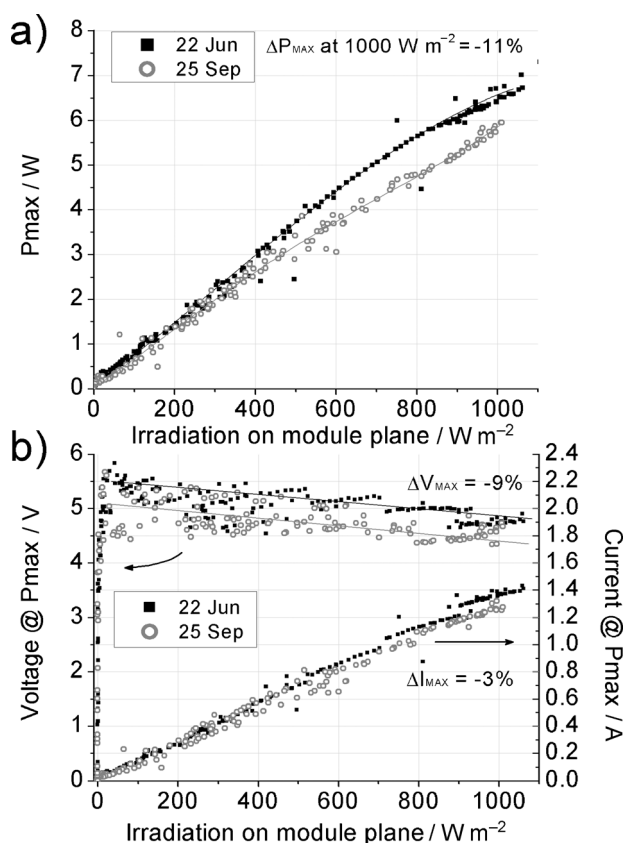 a)
8
7
6
5
4
3
2
1
0
Pmax / W
22 Jun
25 Sep
ΔPMAX at 1000 W m⁻² = -11%
0 200 400 600 800 1000
Irradiation on module plane / W m⁻²
b)
6
5
4
3
2
1
0
Voltage @ Pmax / V
2.4
2.2
2.0
1.8
1.6
1.4
1.2
1.0
0.8
0.6
0.4
0.2
0.0
Current @ Pmax / A
ΔVMAX = -9%
22 Jun
25 Sep
ΔIMAX = -3%
0 200 400 600 800 1000
Irradiation on module plane / W m⁻²